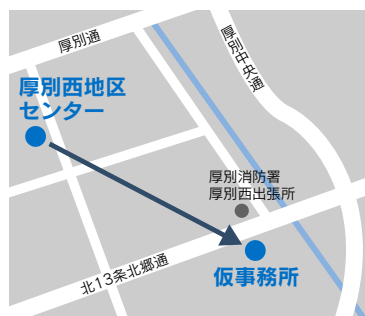 厚別通
厚別中央通
厚別西地区
センター
厚別消防署
厚別西出張所
北13条北郷通
仮事務所